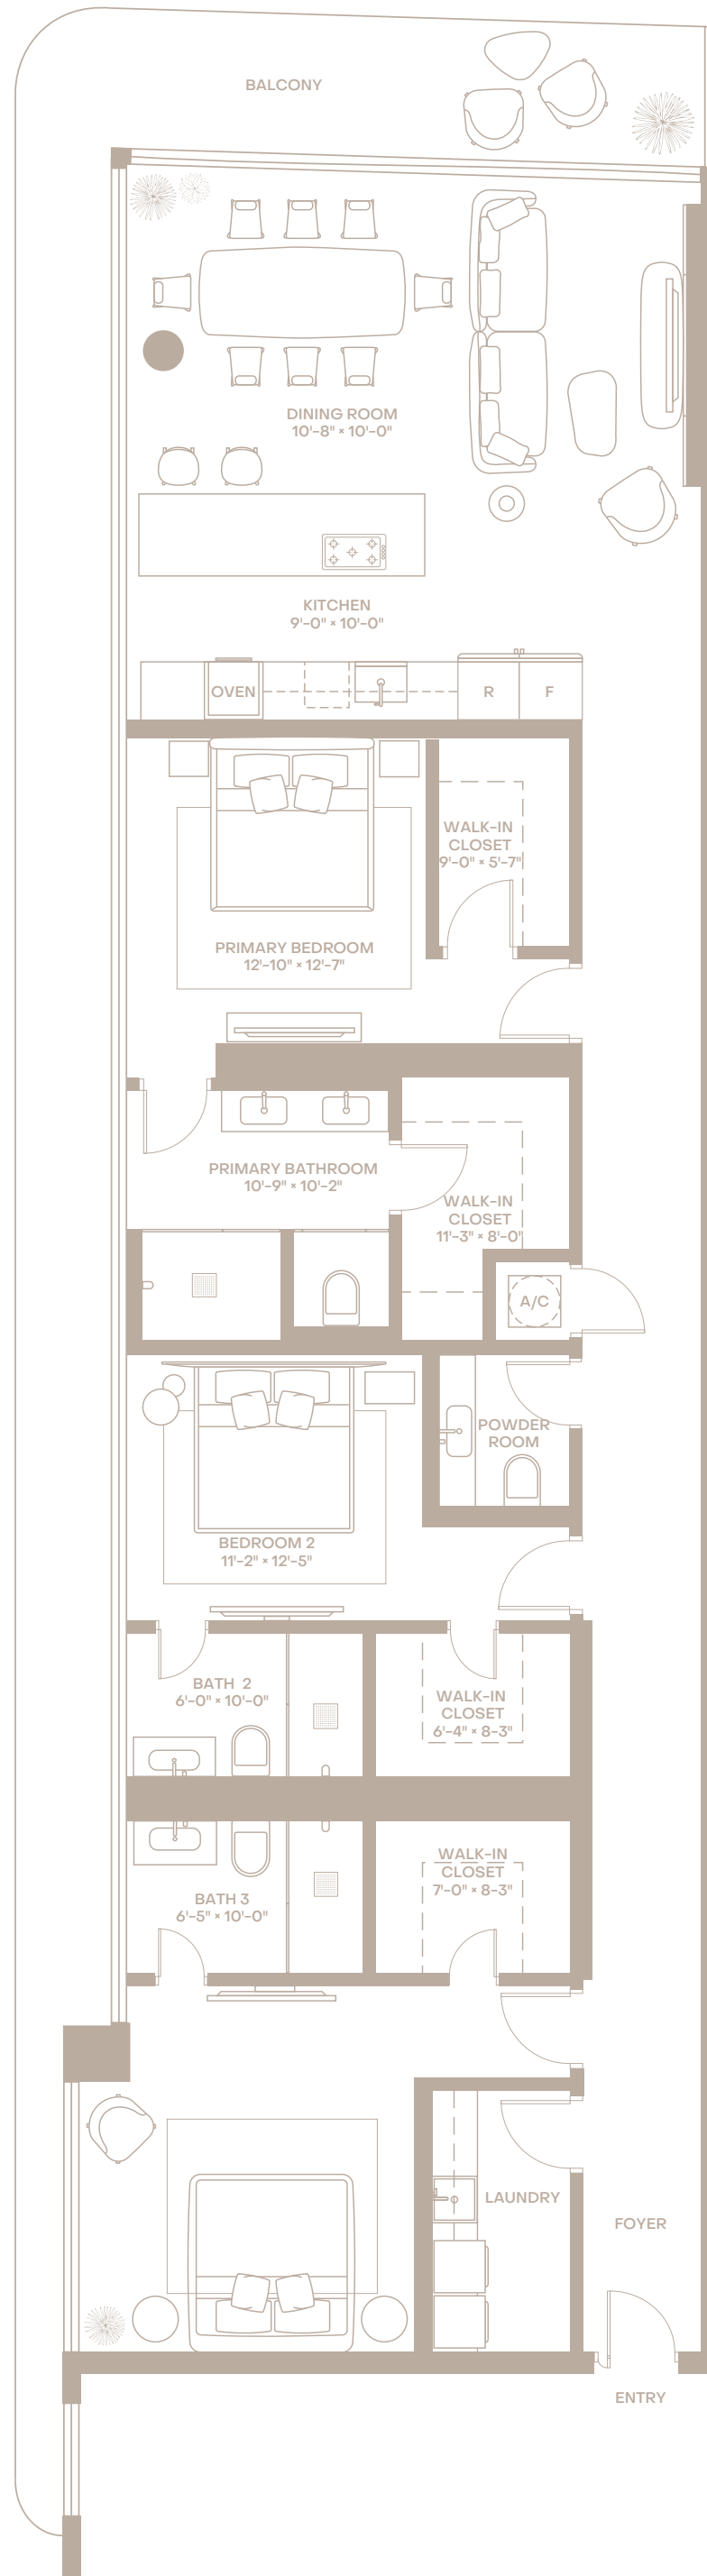 BALCONY
DINING ROOM
10'-8" × 10'-0"
KITCHEN
9'-0" × 10'-0"
OVEN
R
F
WALK-IN
CLOSET
9'-0" × 5'-7"
PRIMARY BEDROOM
12'-10" × 12'-7"
PRIMARY BATHROOM
10'-9" × 10'-2"
WALK-IN
CLOSET
11'-3" × 8'-0"
A/C
POWDER
ROOM
BEDROOM 2
11'-2" × 12'-5"
BATH 2
6'-0" × 10'-0"
WALK-IN
CLOSET
6'-4" × 8-3"
WALK-IN
CLOSET
7'-0" × 8-3"
BATH 3
6'-5" × 10'-0"
LAUNDRY
FOYER
ENTRY